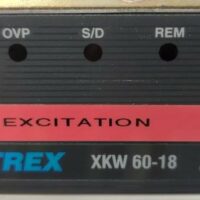 OVP S/D REM
EXCITATION
TREX XKW 60-18